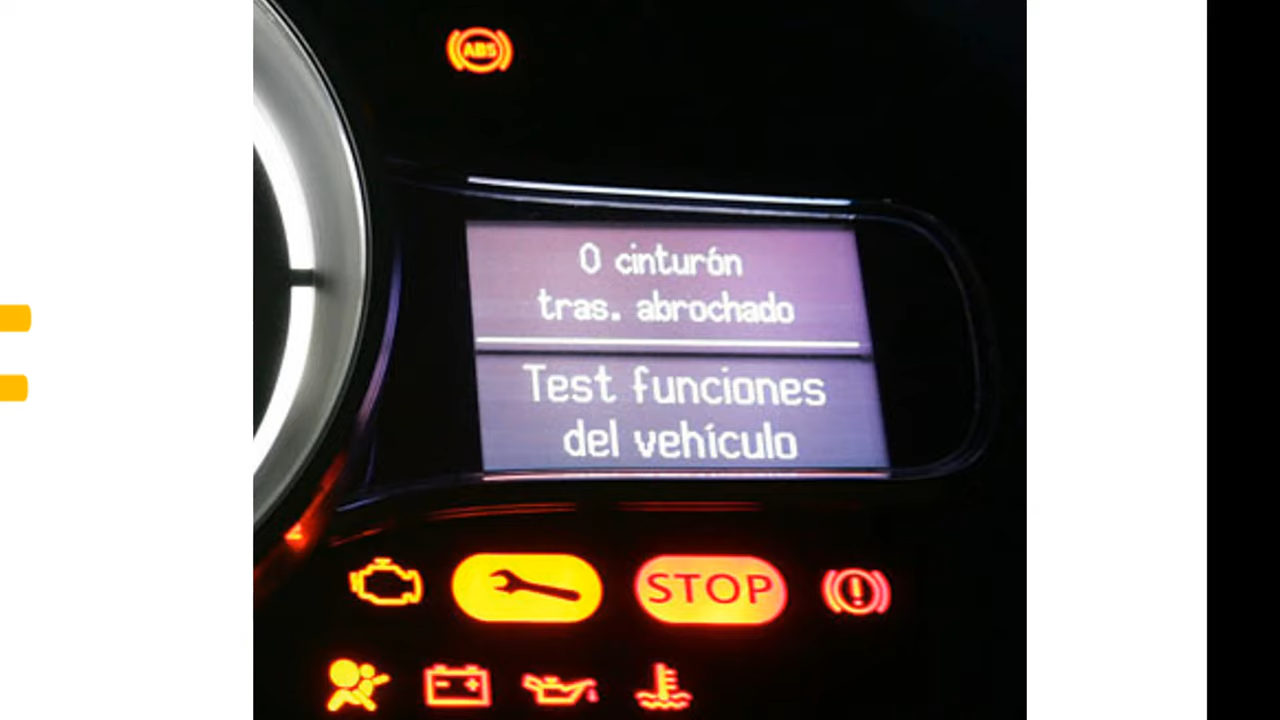 ABS
0 cinturón
tras. abrochado
Test funciones
del vehículo
STOP